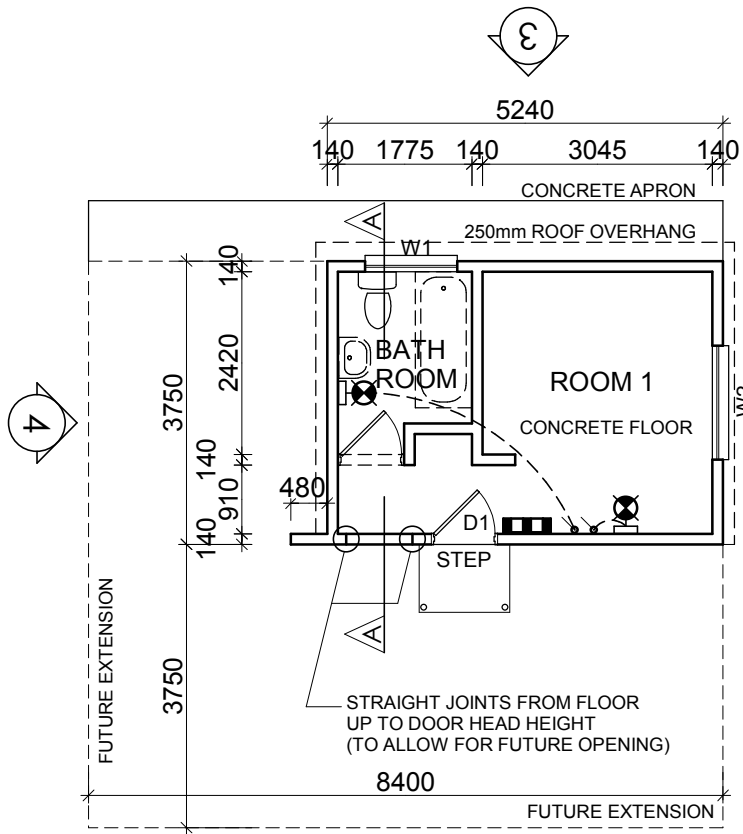 3
5240
140 1775 140 3045 140
CONCRETE APRON
250mm ROOF OVERHANG
A
W1
140
2420
3750
BATH
ROOM
ROOM 1
CONCRETE FLOOR
W2
4
140
480
910
140
D1
STEP
A
FUTURE EXTENSION
3750
STRAIGHT JOINTS FROM FLOOR
UP TO DOOR HEAD HEIGHT
(TO ALLOW FOR FUTURE OPENING)
8400
FUTURE EXTENSION